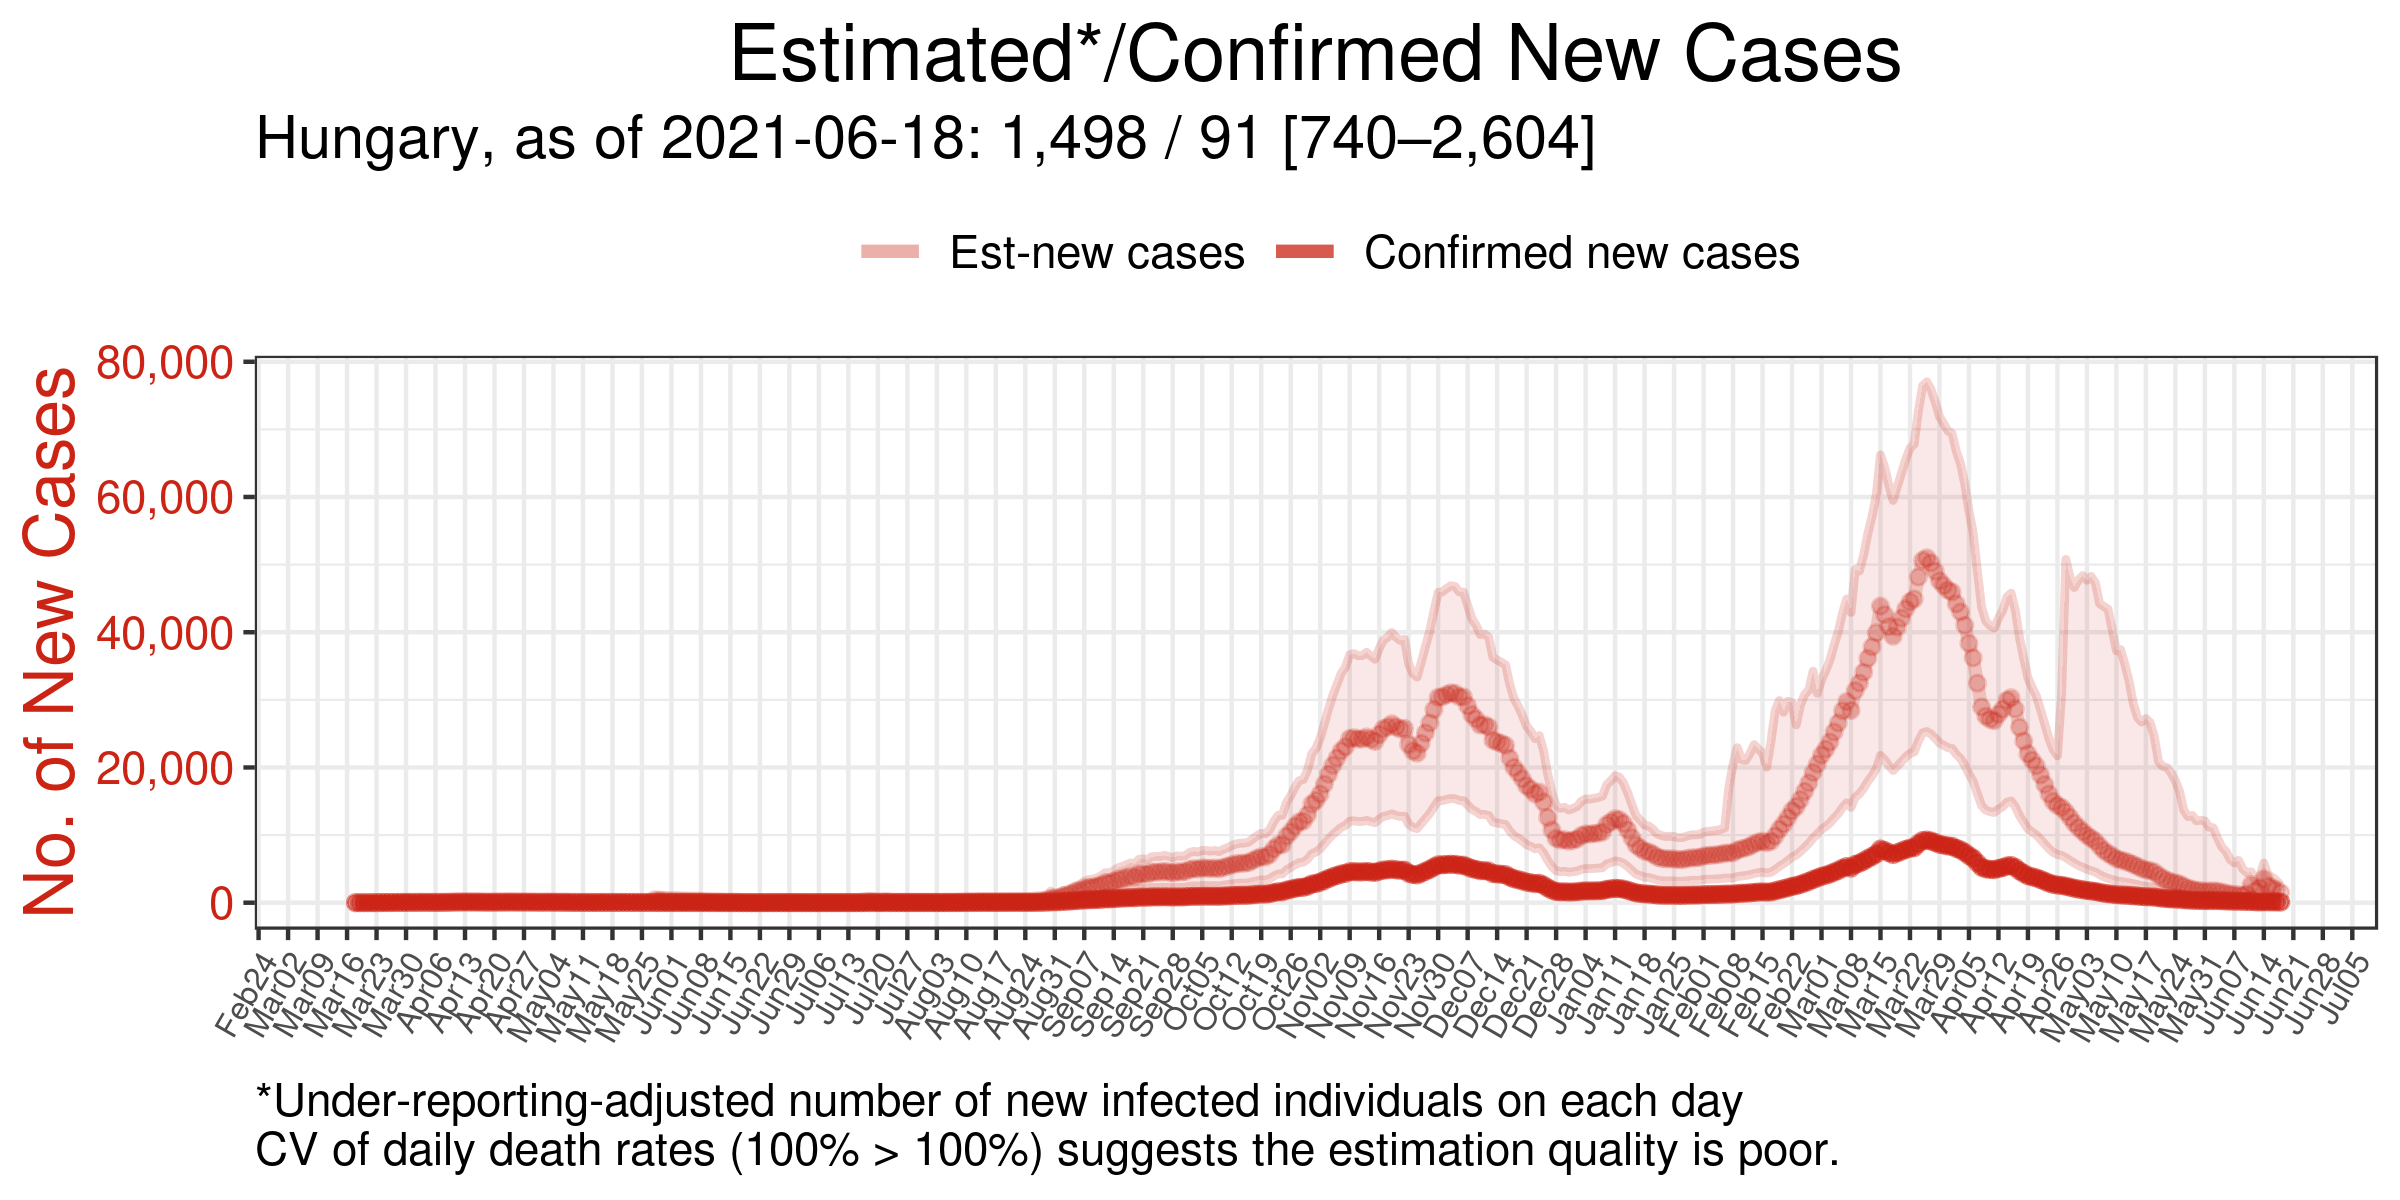 Estimated*/Confirmed New Cases
Hungary, as of 2021-06-18: 1,498 / 91 [740–2,604]
Est-new cases
Confirmed new cases
No. of New Cases
80,000
60,000
40,000
20,000
0
Feb24
Mar02
Mar09
Mar16
Mar23
Mar30
Apr06
Apr13
Apr20
Apr27
May04
May11
May18
May25
Jun01
Jun08
Jun15
Jun22
Jun29
Jul06
Jul13
Jul20
Jul27
Aug03
Aug10
Aug17
Aug24
Aug31
Sep07
Sep14
Sep21
Sep28
Oct05
Oct12
Oct19
Oct26
Nov02
Nov09
Nov16
Nov23
Nov30
Dec07
Dec14
Dec21
Dec28
Jan04
Jan11
Jan18
Jan25
Feb01
Feb08
Feb15
Feb22
Mar01
Mar08
Mar15
Mar22
Mar29
Apr05
Apr12
Apr19
Apr26
May03
May10
May17
May24
May31
Jun07
Jun14
Jun21
Jun28
Jul05
*Under-reporting-adjusted number of new infected individuals on each day
CV of daily death rates (100% > 100%) suggests the estimation quality is poor.